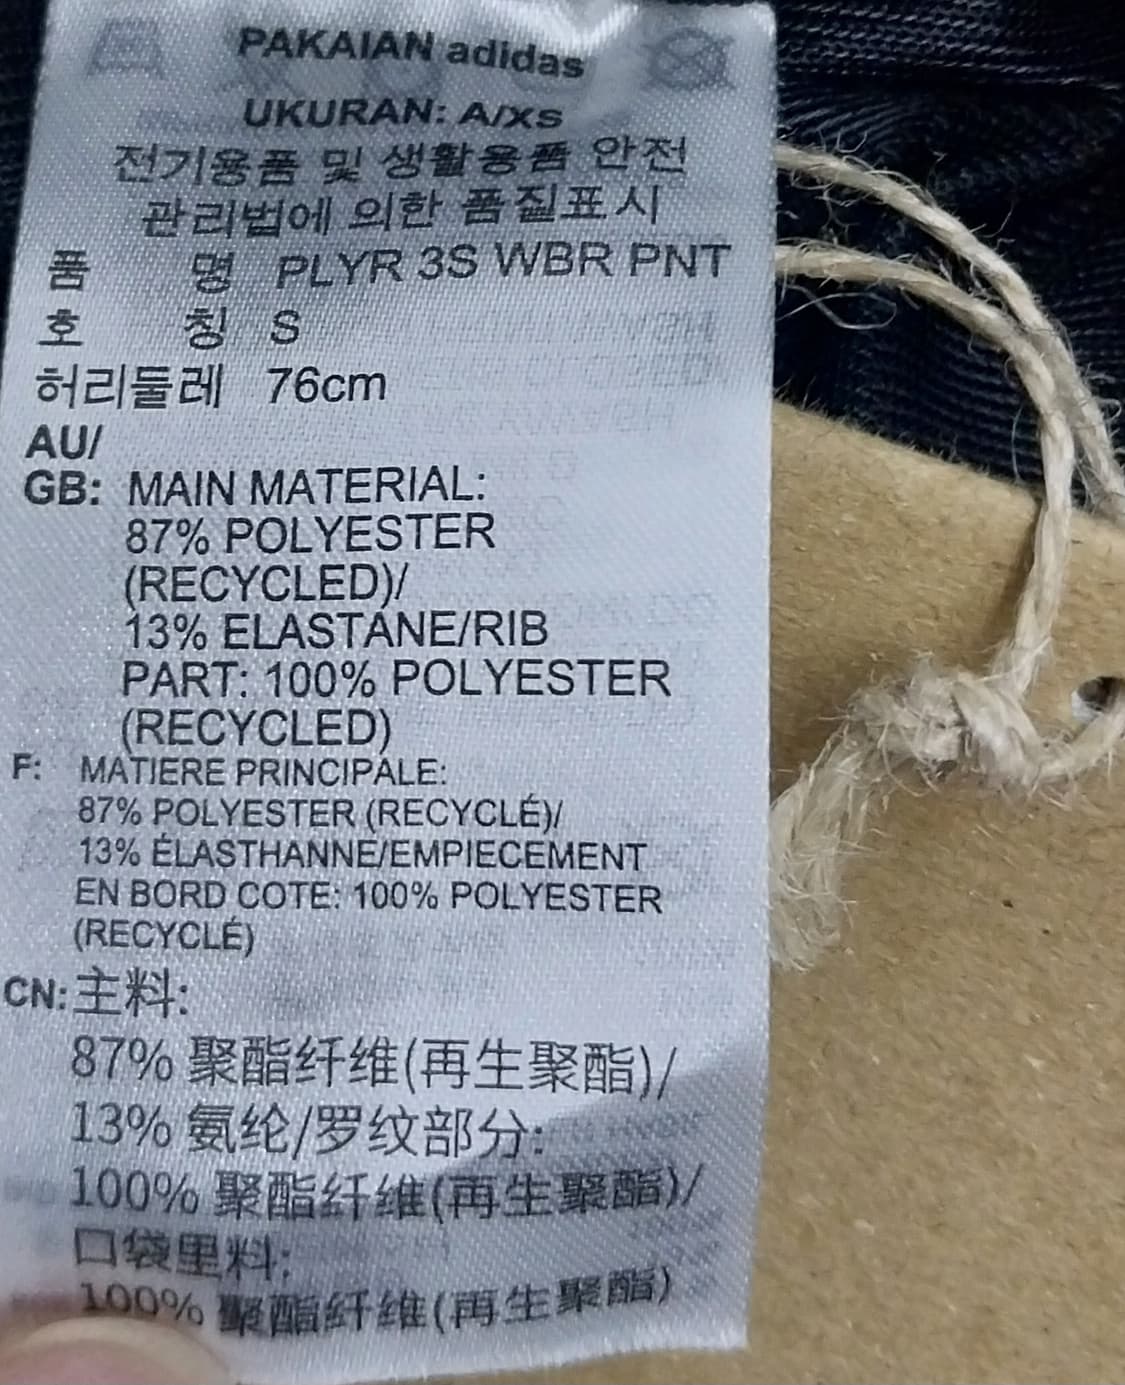 PAKAIAN adidas
UKURAN: A/XS
전기용품 및 생활용품 안전
관리법에 의한 품질표시
품 명 PLYR 3S WBR PNT
호 칭 S
허리둘레 76cm
AU/
GB: MAIN MATERIAL:
87% POLYESTER
(RECYCLED)/
13% ELASTANE/RIB
PART: 100% POLYESTER
(RECYCLED)
F: MATIERE PRINCIPALE:
87% POLYESTER (RECYCLÉ)/
13% ÉLASTHANNE/EMPIECEMENT
EN BORD COTE: 100% POLYESTER
(RECYCLÉ)
CN: 主料:
87% 聚酯纤维(再生聚酯)/
13% 氨纶/罗纹部分:
100% 聚酯纤维(再生聚酯)/
口袋里料:
100% 聚酯纤维(再生聚酯)